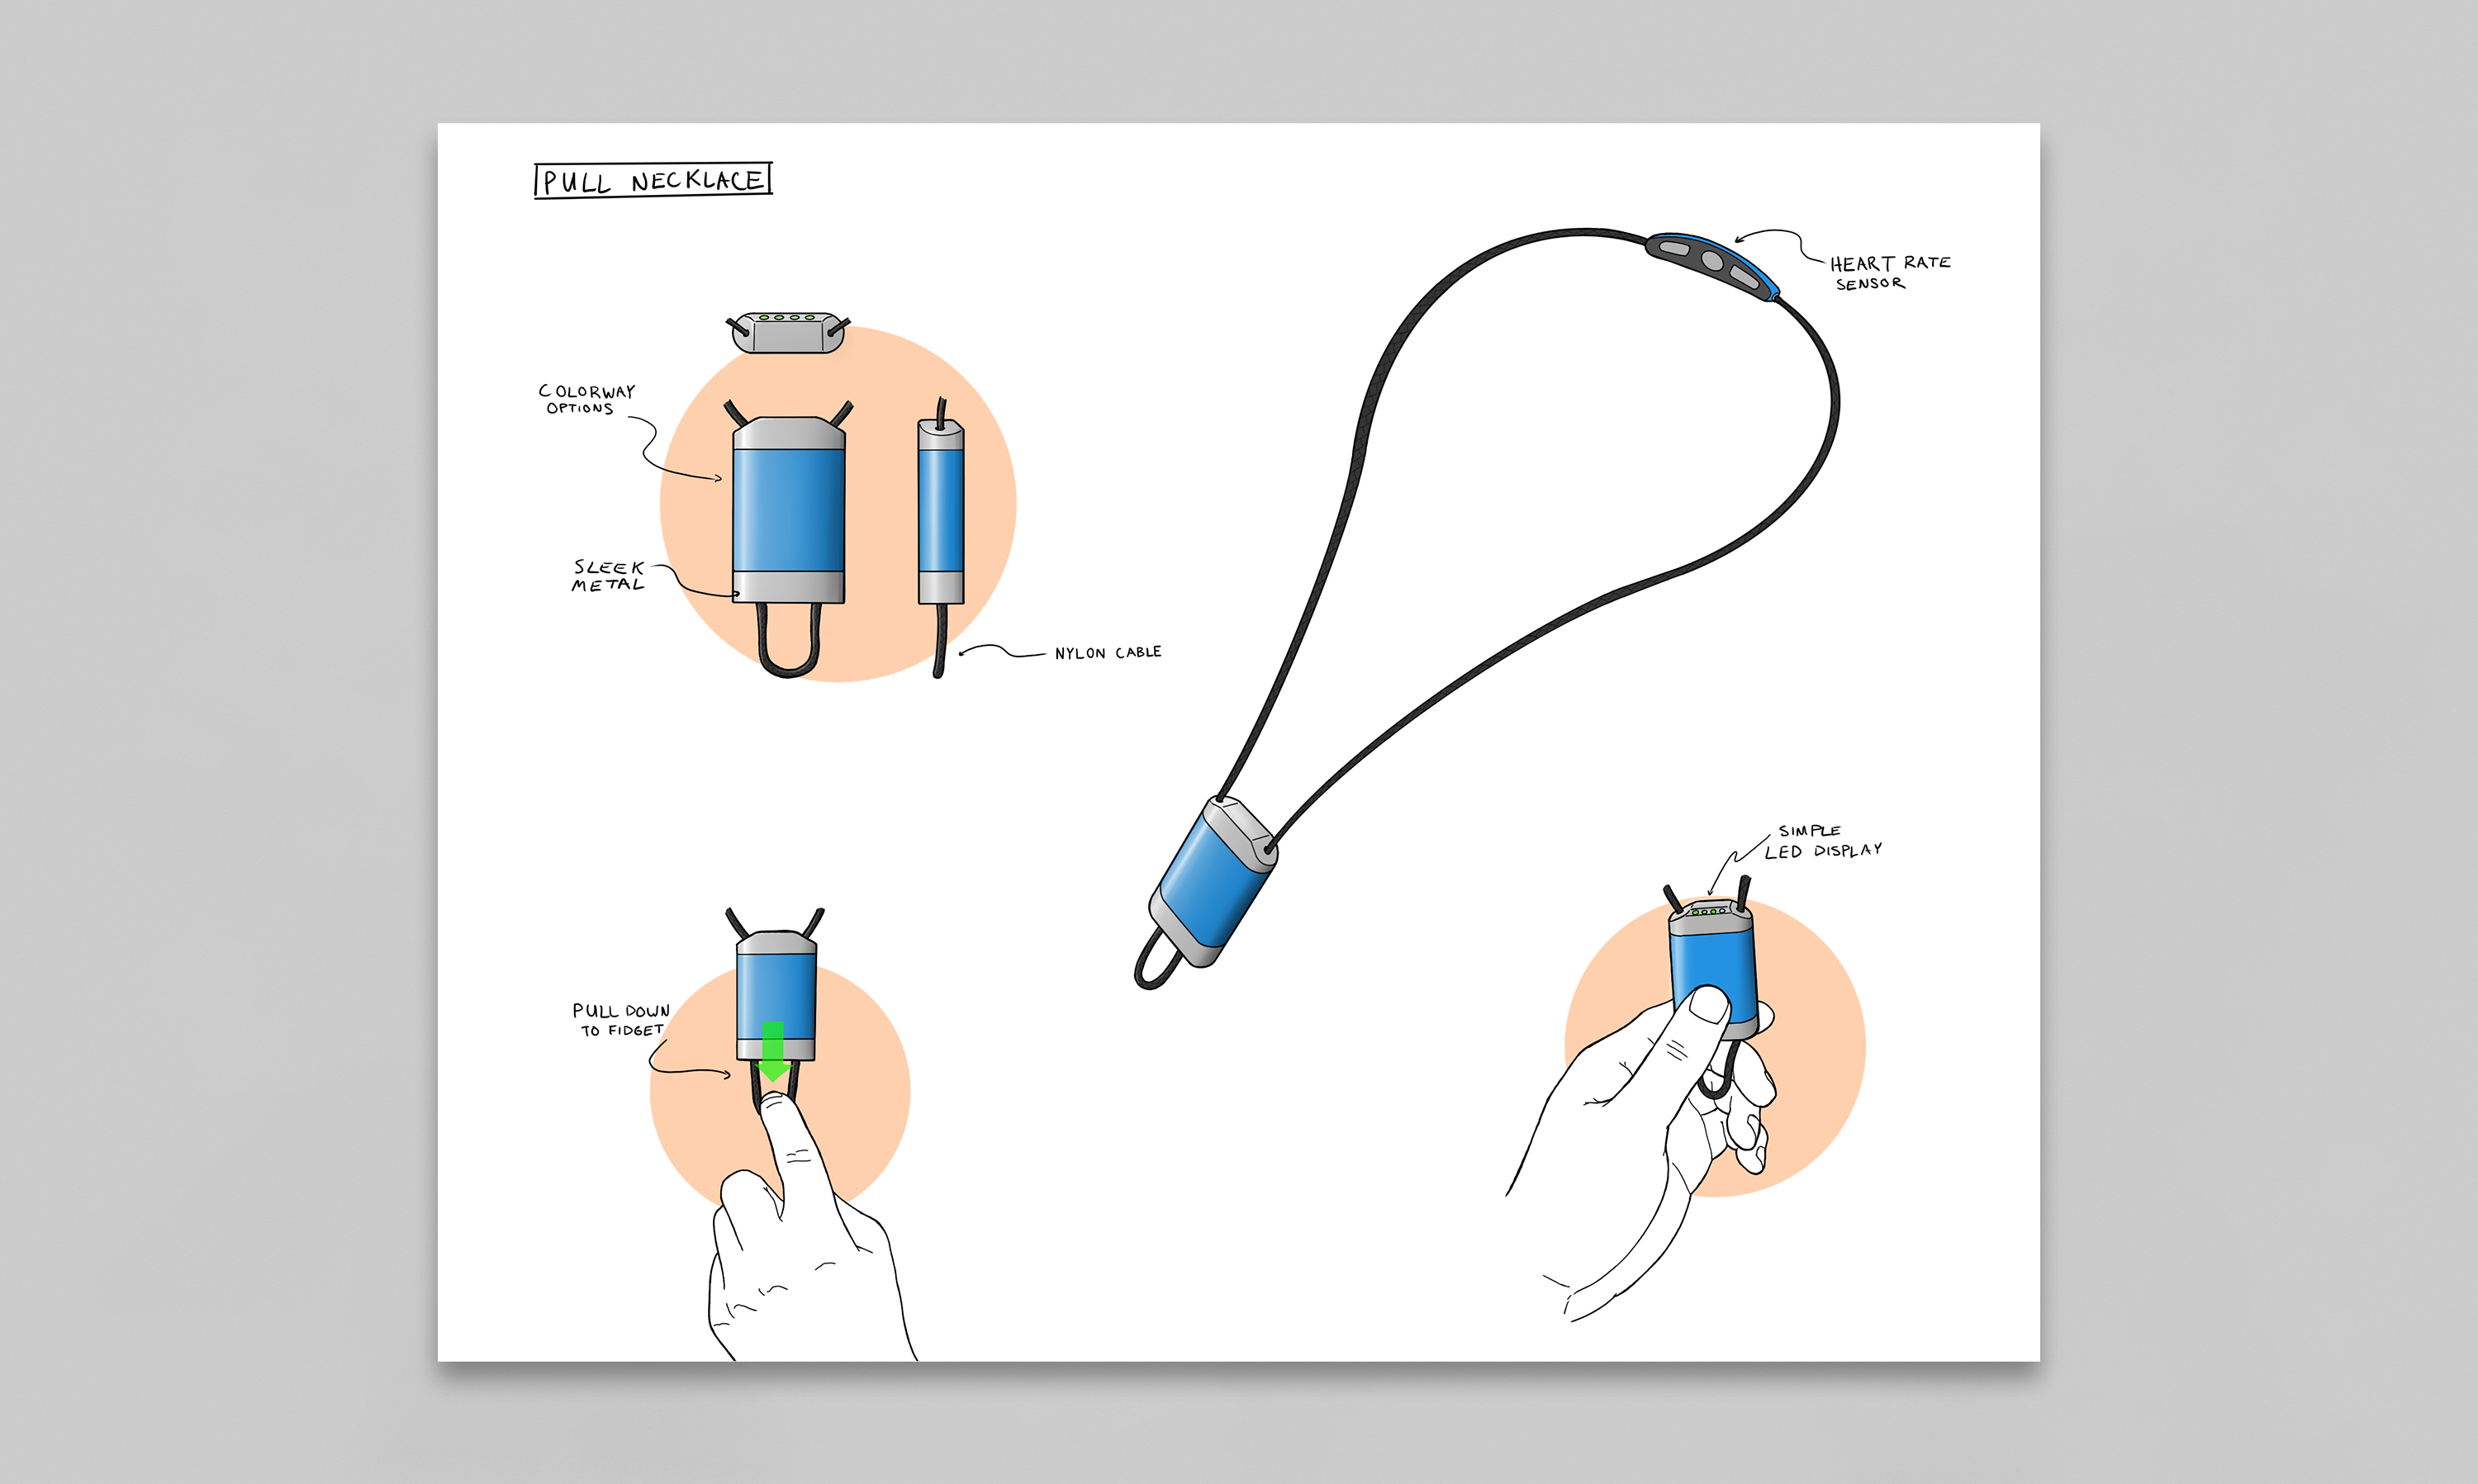 PULL NECKLACE
HEART RATE
SENSOR
COLORWAY
OPTIONS
SLEEK
METAL
NYLON CABLE
SIMPLE
LED DISPLAY
PULL DOWN
TO FIDGET